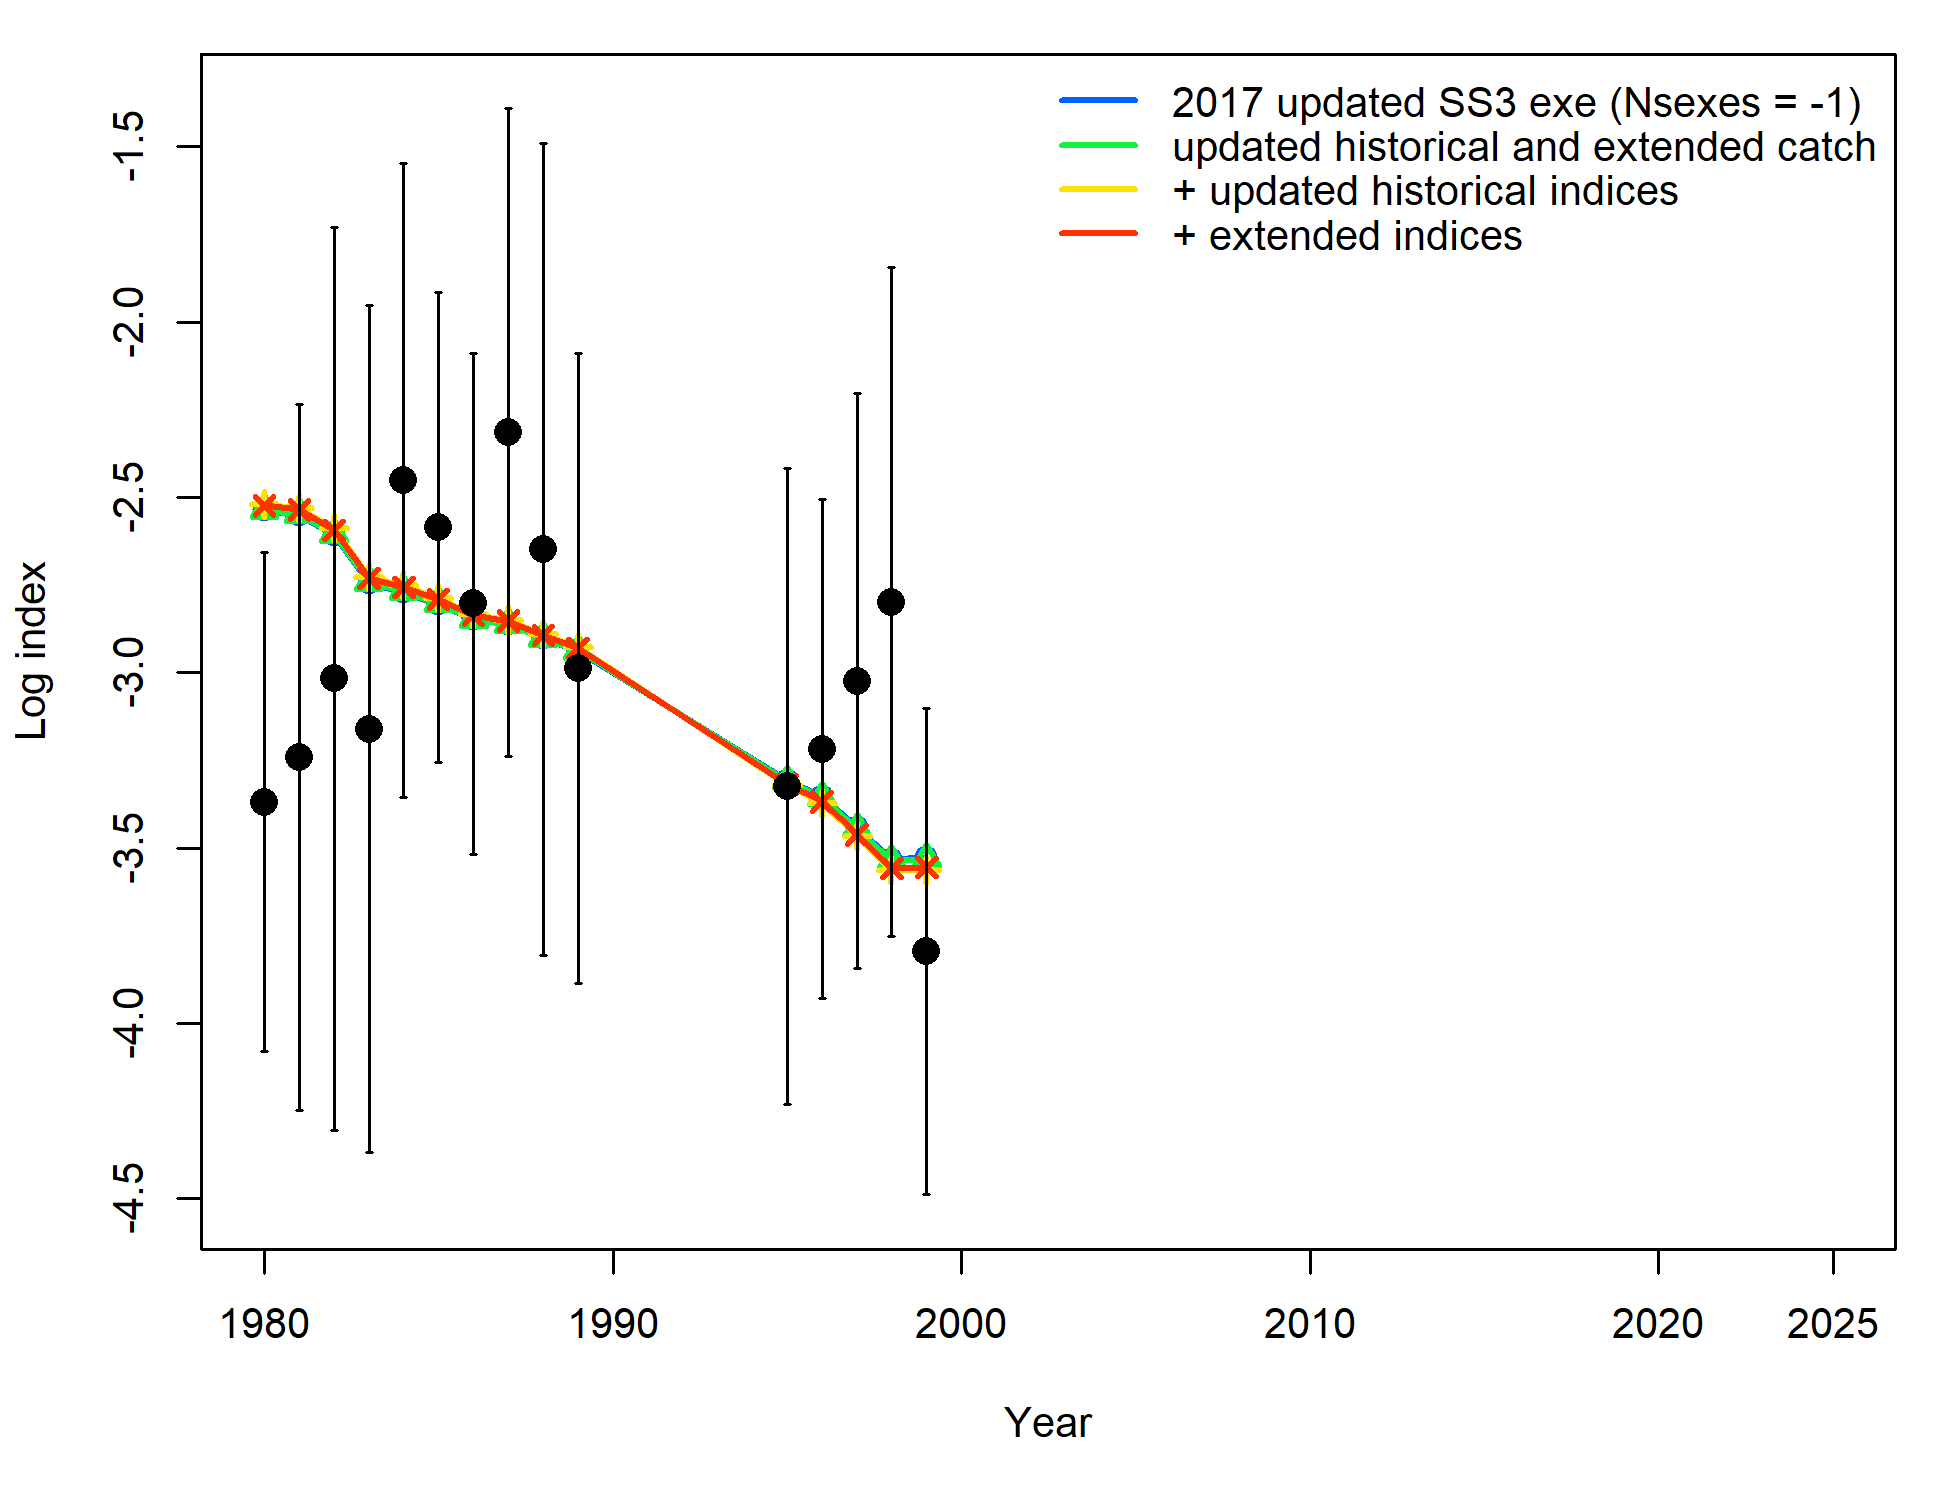 2017 updated SS3 exe (Nsexes = -1)
updated historical and extended catch
+ updated historical indices
+ extended indices
Log index
-1.5
-2.0
-2.5
-3.0
-3.5
-4.0
-4.5
1980 1990 2000 2010 2020 2025
Year